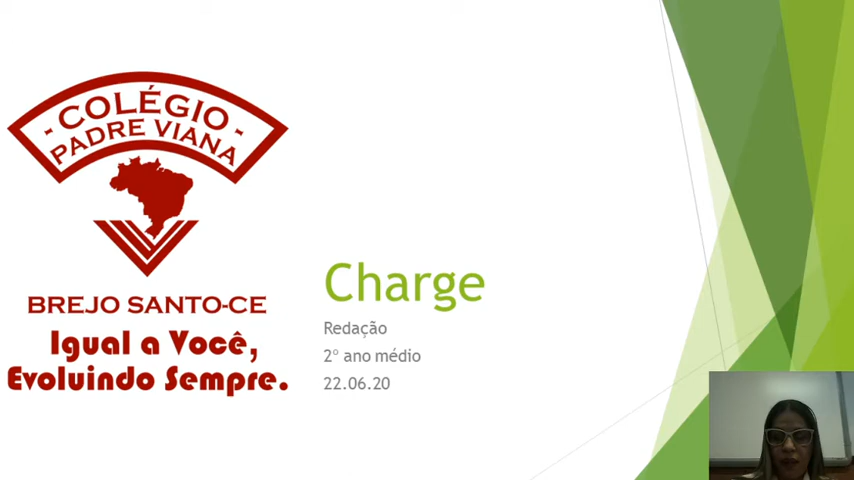 - COLÉGIO -
PADRE VIANA
BREJO SANTO-CE
Igual a Você,
Evoluindo Sempre.
Charge
Redação
2º ano médio
22.06.20